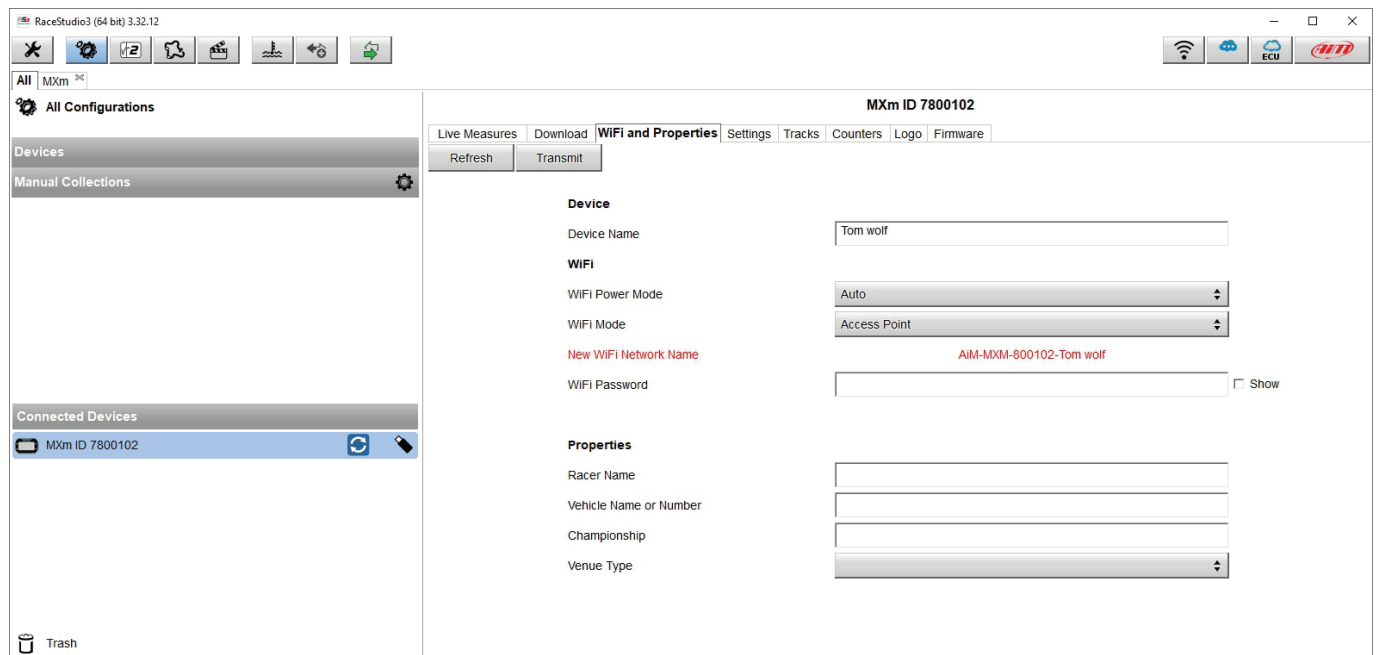 RaceStudio3 (64 bit) 3.32.12
ECU
AiM
All MXm
All Configurations
Devices
Manual Collections
Connected Devices
MXm ID 7800102
Trash
MXm ID 7800102
Live Measures Download WiFi and Properties Settings Tracks Counters Logo Firmware
Refresh Transmit
Device
Device Name Tom wolf
WiFi
WiFi Power Mode Auto
WiFi Mode Access Point
New WiFi Network Name AiM-MXM-800102-Tom wolf
WiFi Password Show
Properties
Racer Name
Vehicle Name or Number
Championship
Venue Type